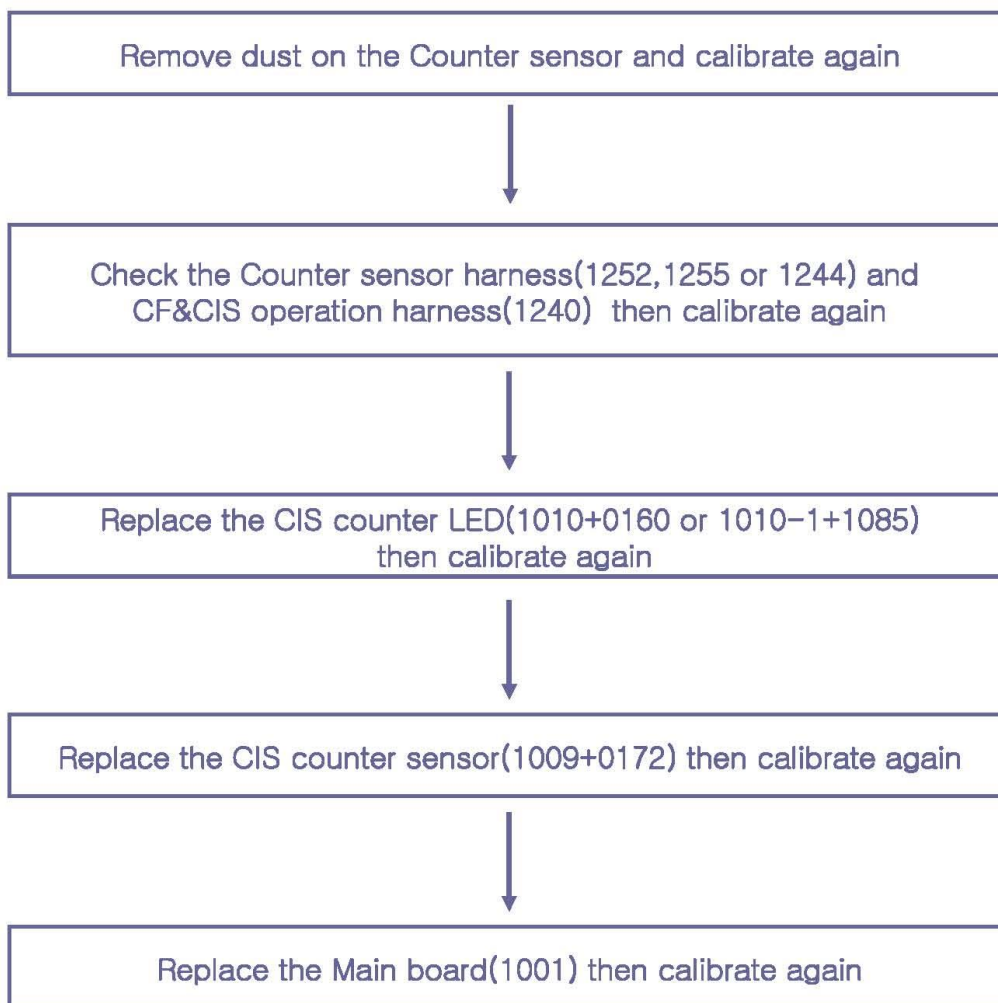 Remove dust on the Counter sensor and calibrate again
Check the Counter sensor harness(1252,1255 or 1244) and
CF&CIS operation harness(1240) then calibrate again
Replace the CIS counter LED(1010+0160 or 1010-1+1085)
then calibrate again
Replace the CIS counter sensor(1009+0172) then calibrate again
Replace the Main board(1001) then calibrate again